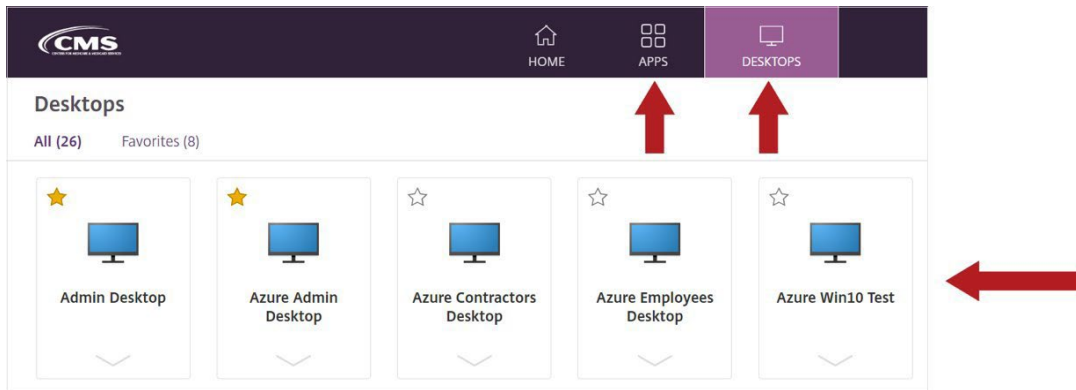 CMS
HOME
APPS
DESKTOPS
Desktops
All (26) Favorites (8)
Admin Desktop
Azure Admin
Desktop
Azure Contractors
Desktop
Azure Employees
Desktop
Azure Win10 Test